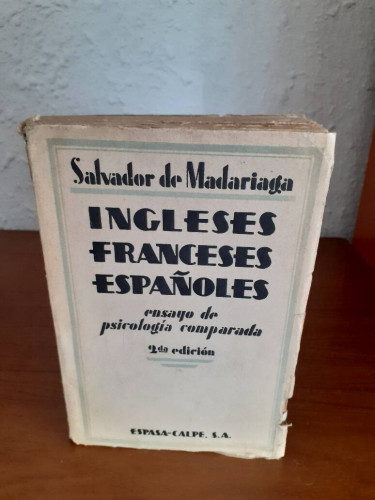 Salvador de Madariaga
INGLESES
FRANCESES
ESPAÑOLES
ensayo de
psicología comparada
2da edición
ESPASA-CALPE, S.A.